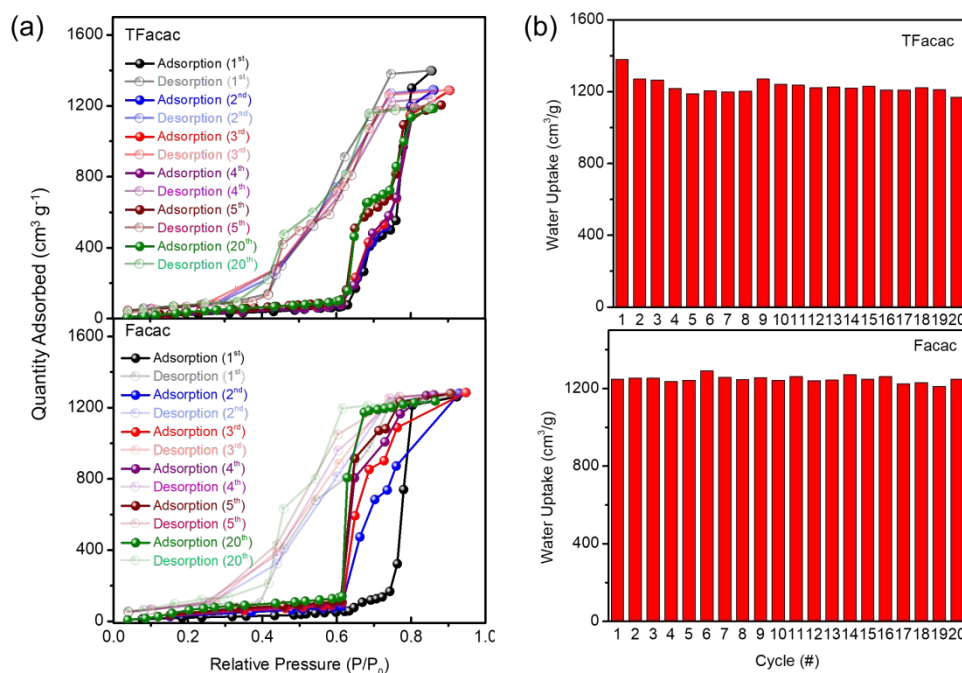 (a)
TFacac
Adsorption (1st)
Desorption (1st)
Adsorption (2nd)
Desorption (2nd)
Adsorption (3rd)
Desorption (3rd)
Adsorption (4th)
Desorption (4th)
Adsorption (5th)
Desorption (5th)
Adsorption (20th)
Desorption (20th)
1600
1200
800
400
0
Facac
Adsorption (1st)
Desorption (1st)
Adsorption (2nd)
Desorption (2nd)
Adsorption (3rd)
Desorption (3rd)
Adsorption (4th)
Desorption (4th)
Adsorption (5th)
Desorption (5th)
Adsorption (20th)
Desorption (20th)
1600
1200
800
400
0
0.0 0.2 0.4 0.6 0.8 1.0
Quantity Adsorbed (cm3 g-1)
Relative Pressure (P/P0)
(b)
TFacac
1600
1200
800
400
0
Water Uptake (cm3/g)
1 2 3 4 5 6 7 8 9 10 11 12 13 14 15 16 17 18 19 20
Facac
1600
1200
800
400
0
Water Uptake (cm3/g)
1 2 3 4 5 6 7 8 9 10 11 12 13 14 15 16 17 18 19 20
Cycle (#)